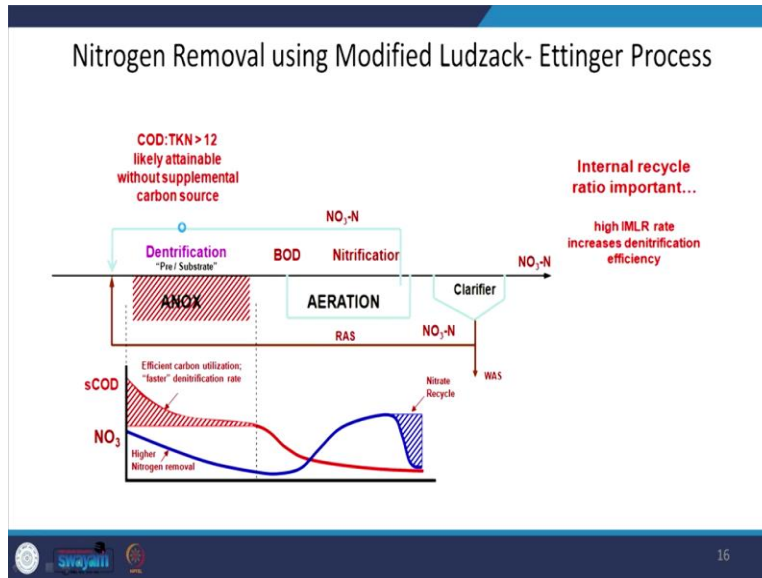 Nitrogen Removal using Modified Ludzack- Ettinger Process
COD:TKN > 12
likely attainable
without supplemental
carbon source
Internal recycle
ratio important…
high IMLR rate
increases denitrification
efficiency
NO3-N
Dentrification
"Pre / Substrate"
BOD
Nitrificatior
NO3-N
ANOX
AERATION
Clarifier
RAS
NO3-N
WAS
Efficient carbon utilization;
"faster" denitrification rate
sCOD
Nitrate
Recycle
NO3
Higher
Nitrogen removal
swayam
16